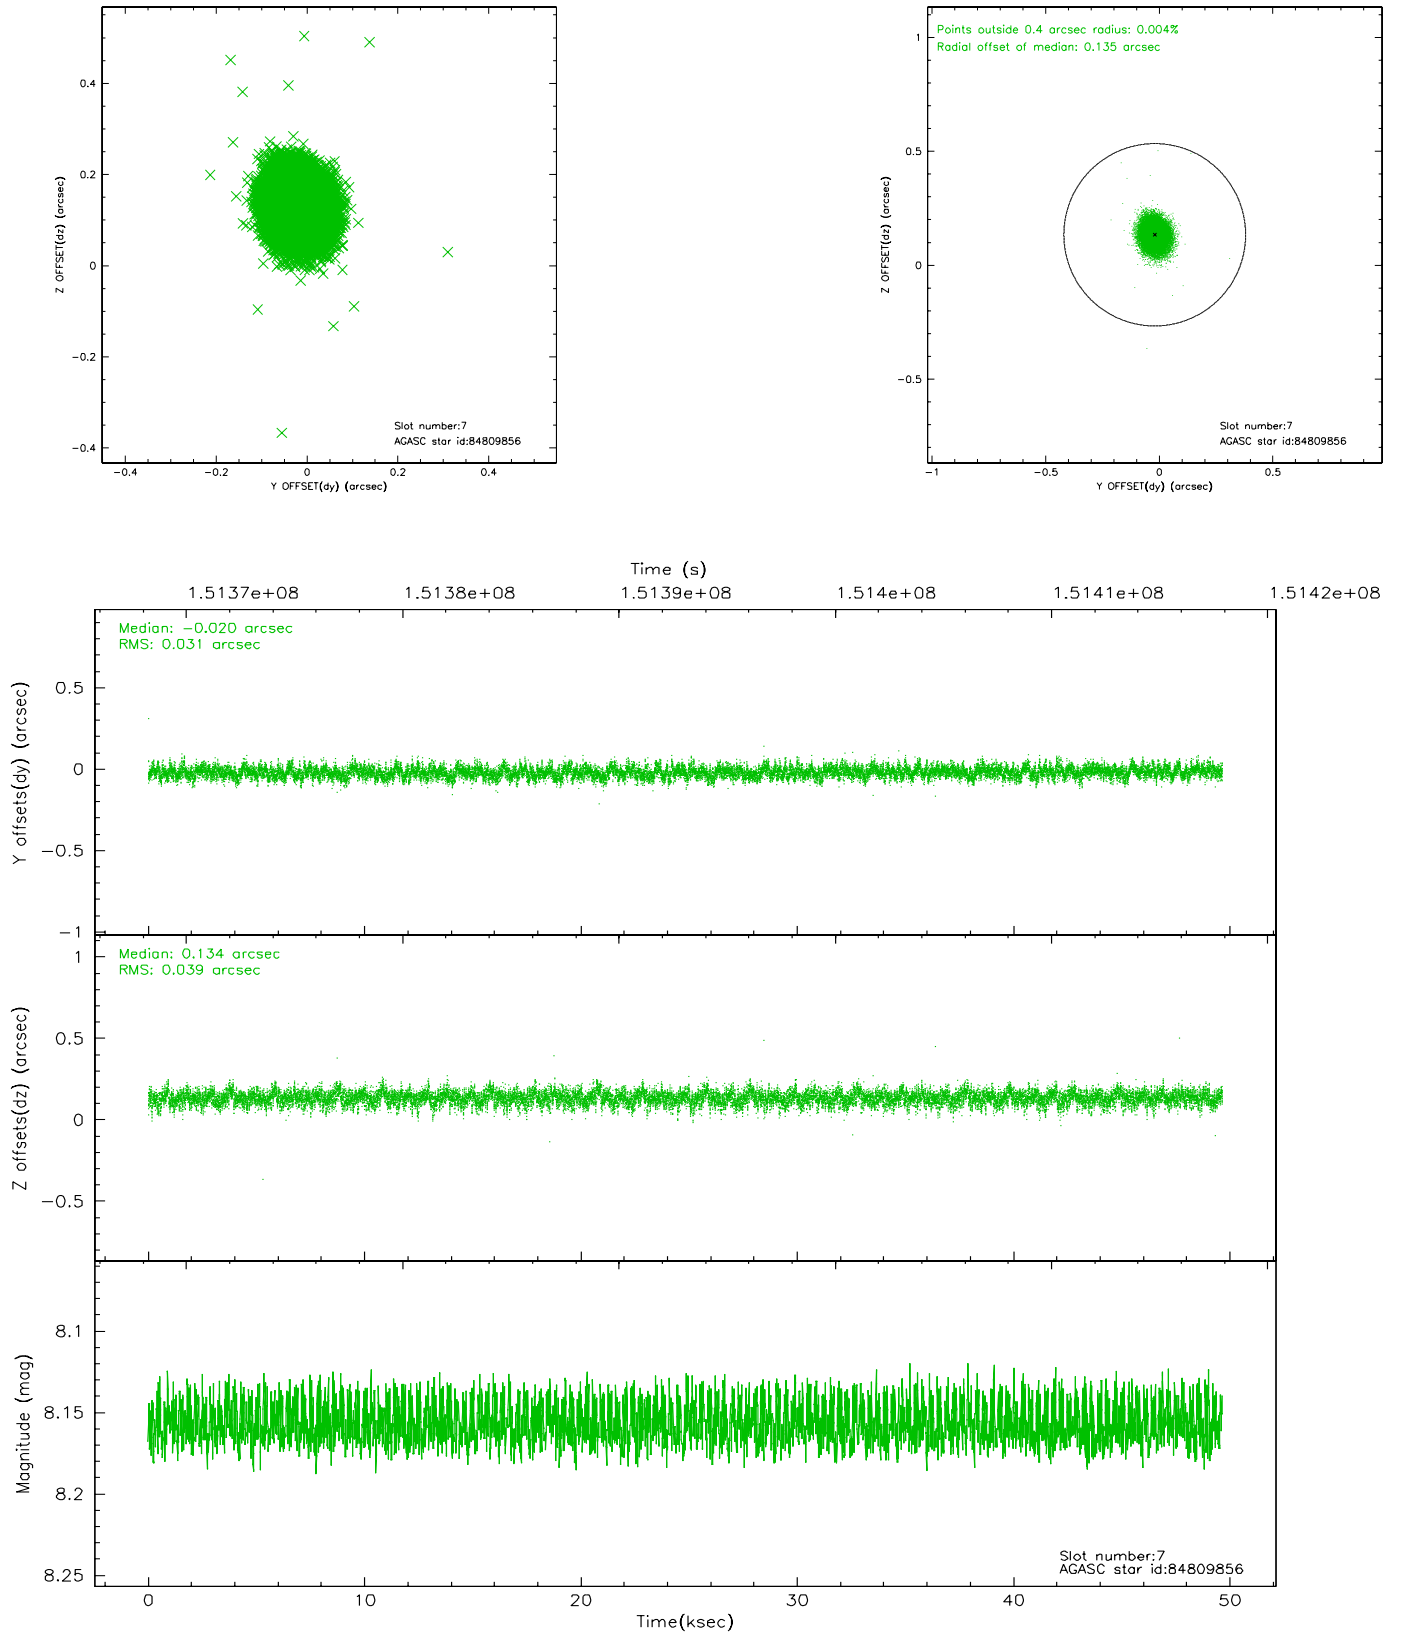 0.4
0.2
0
−0.2
−0.4
Z OFFSET(dz) (arcsec)
Slot number:7
AGASC star id:84809856
−0.4 −0.2 0 0.2 0.4
Y OFFSET(dy) (arcsec)
Points outside 0.4 arcsec radius: 0.004%
Radial offset of median: 0.135 arcsec
1
0.5
0
−0.5
Z OFFSET(dz) (arcsec)
Slot number:7
AGASC star id:84809856
−1 −0.5 0 0.5
Y OFFSET(dy) (arcsec)
Time (s)
1.5137e+08 1.5138e+08 1.5139e+08 1.514e+08 1.5141e+08 1.5142e+08
Median: −0.020 arcsec
RMS: 0.031 arcsec
0.5
0
−0.5
−1
Y offsets(dy) (arcsec)
Median: 0.134 arcsec
RMS: 0.039 arcsec
1
0.5
0
−0.5
Z offsets(dz) (arcsec)
8.1
8.15
8.2
8.25
Magnitude (mag)
Slot number:7
AGASC star id:84809856
0 10 20 30 40 50
Time(ksec)